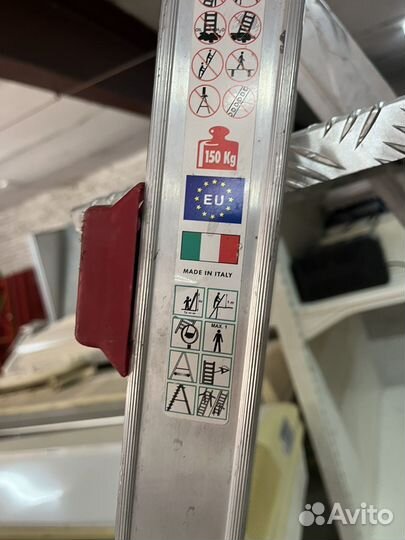 150 Kg
EU
MADE IN ITALY
MAX. 1
Avito